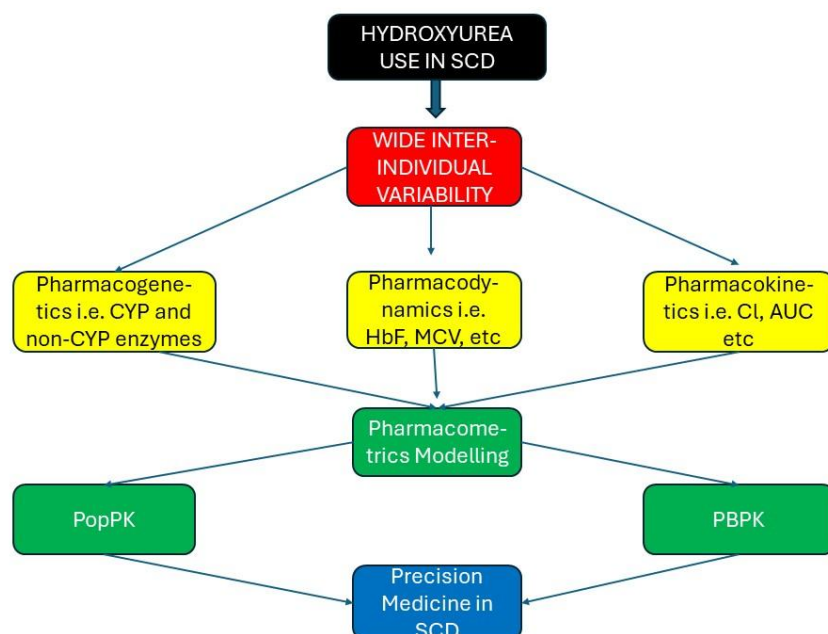 HYDROXYUREA
USE IN SCD
WIDE INTER-
INDIVIDUAL
VARIABILITY
Pharmacogene-
tics i.e. CYP and
non-CYP enzymes
Pharmacody-
namics i.e.
HbF, MCV, etc
Pharmacokine-
tics i.e. Cl, AUC
etc
Pharmacome-
trics Modelling
PopPK
PBPK
Precision
Medicine in
SCD